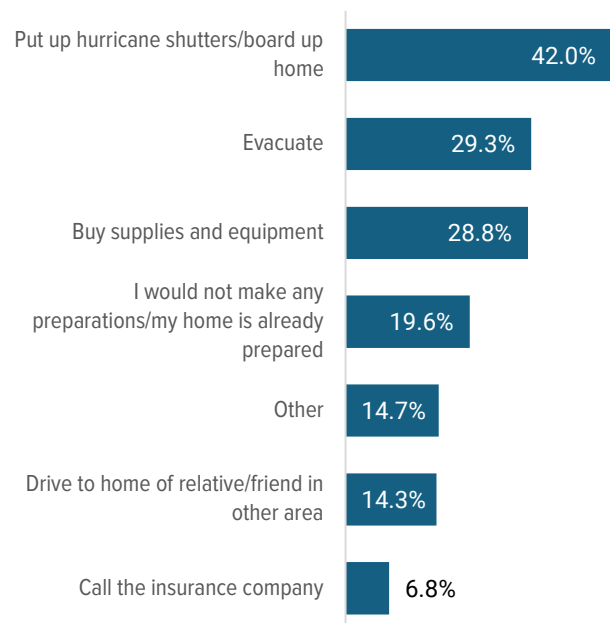 Put up hurricane shutters/board up
home
42.0%
Evacuate
29.3%
Buy supplies and equipment
28.8%
I would not make any
preparations/my home is already
prepared
19.6%
Other
14.7%
Drive to home of relative/friend in
other area
14.3%
Call the insurance company
6.8%